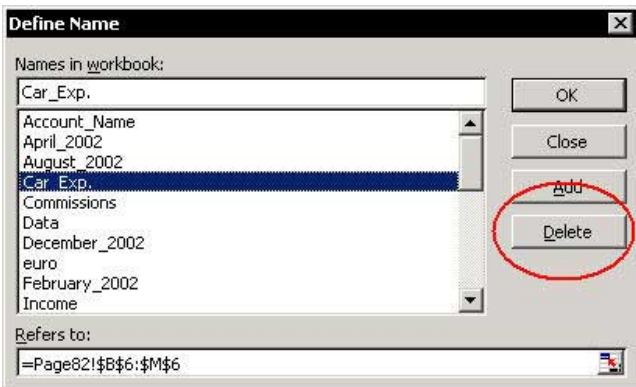 Define Name
Names in workbook:
Car_Exp.
OK
Account_Name
April_2002
August_2002
Car_Exp.
Commissions
Data
December_2002
euro
February_2002
Income
Close
Add
Delete
Refers to:
=Page82!$B$6:$M$6